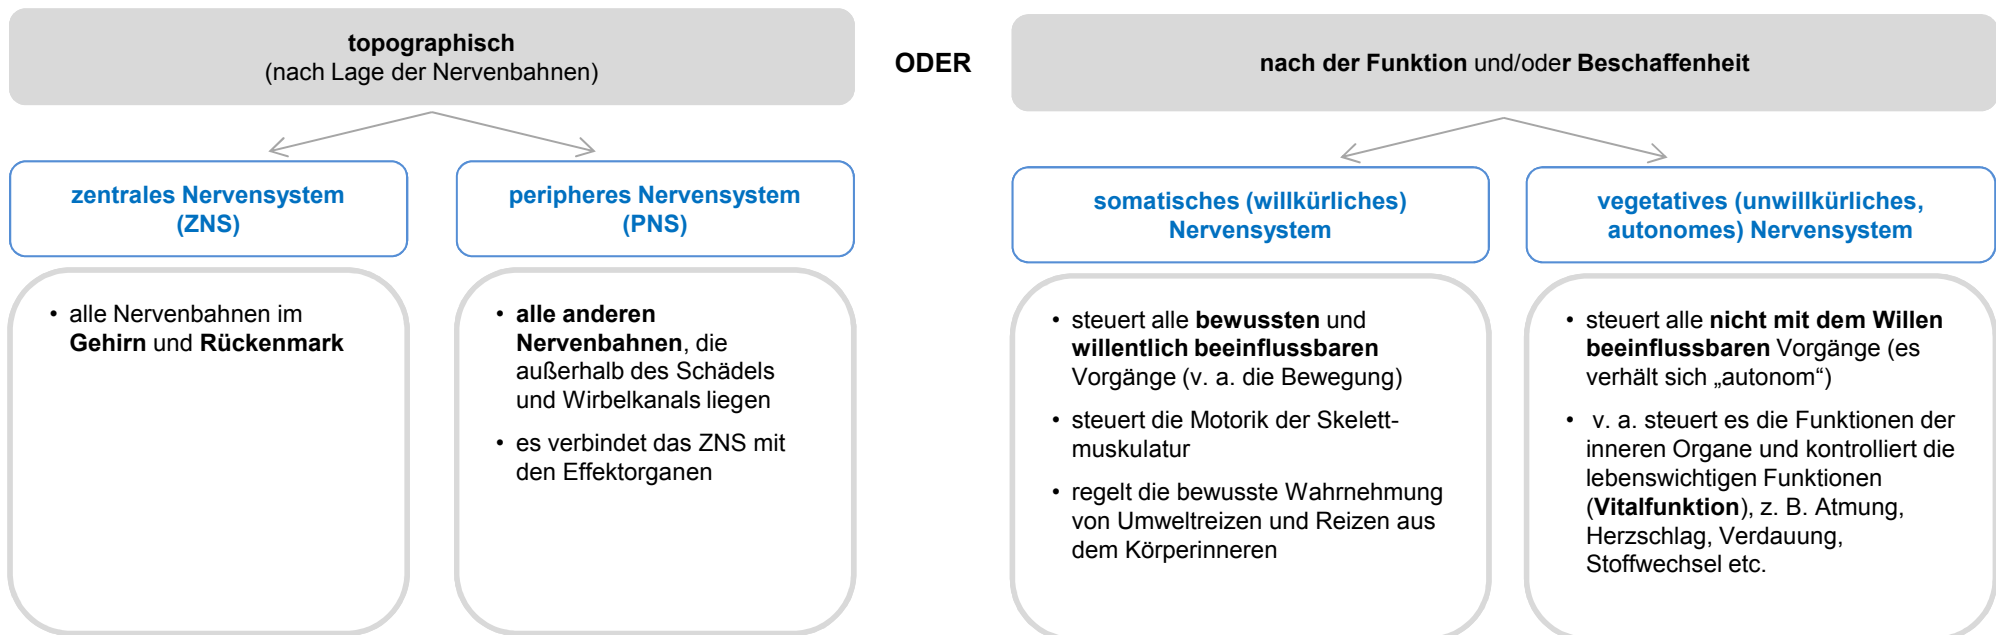 topographisch
(nach Lage der Nervenbahnen)
ODER
nach der Funktion und/oder Beschaffenheit
zentrales Nervensystem
(ZNS)
peripheres Nervensystem
(PNS)
somatisches (willkürliches)
Nervensystem
vegetatives (unwillkürliches,
autonomes) Nervensystem
• alle Nervenbahnen im
Gehirn und Rückenmark
• alle anderen
Nervenbahnen, die
außerhalb des Schädels
und Wirbelkanals liegen
• es verbindet das ZNS mit
den Effektorganen
• steuert alle bewussten und
willentlich beeinflussbaren
Vorgänge (v. a. die Bewegung)
• steuert die Motorik der Skelett-
muskulatur
• regelt die bewusste Wahrnehmung
von Umweltreizen und Reizen aus
dem Körperinneren
• steuert alle nicht mit dem Willen
beeinflussbaren Vorgänge (es
verhält sich „autonom“)
• v. a. steuert es die Funktionen der
inneren Organe und kontrolliert die
lebenswichtigen Funktionen
(Vitalfunktion), z. B. Atmung,
Herzschlag, Verdauung,
Stoffwechsel etc.